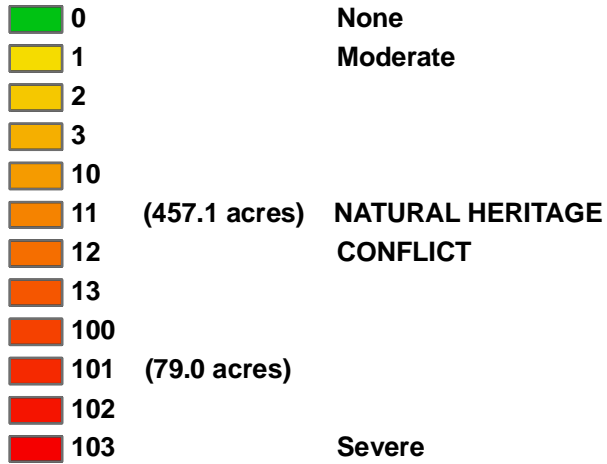 0 None
1 Moderate
2
3
10
11 (457.1 acres) NATURAL HERITAGE
12 CONFLICT
13
100
101 (79.0 acres)
102
103 Severe